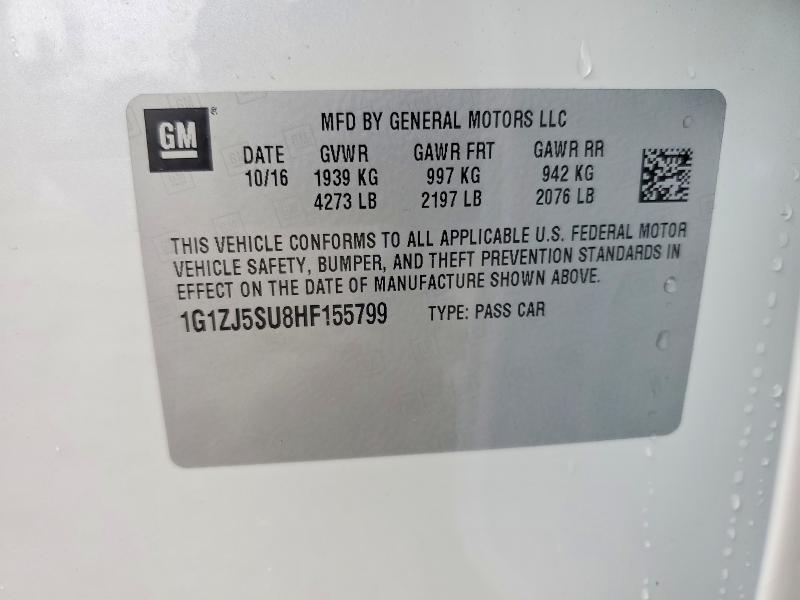 GM®
MFD BY GENERAL MOTORS LLC
DATE GVWR GAWR FRT GAWR RR
10/16 1939 KG 997 KG 942 KG
4273 LB 2197 LB 2076 LB
THIS VEHICLE CONFORMS TO ALL APPLICABLE U.S. FEDERAL MOTOR
VEHICLE SAFETY, BUMPER, AND THEFT PREVENTION STANDARDS IN
EFFECT ON THE DATE OF MANUFACTURE SHOWN ABOVE.
1G1ZJ5SU8HF155799 TYPE: PASS CAR